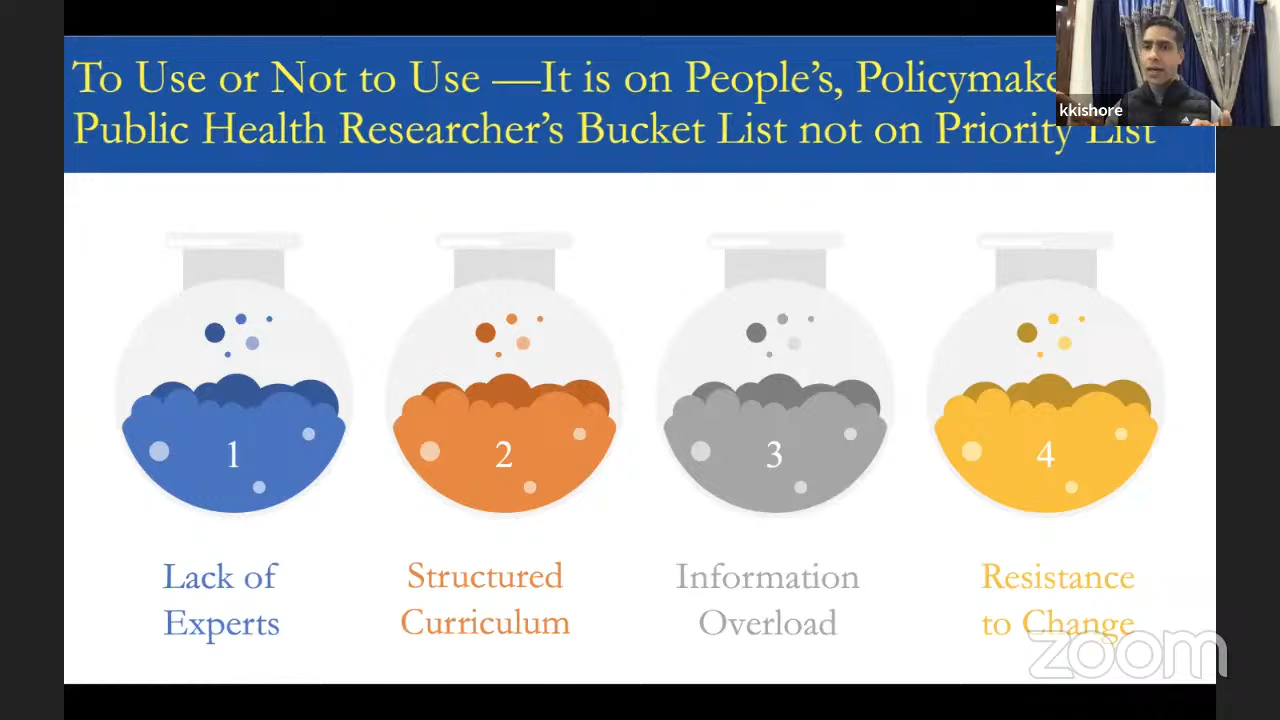 To Use or Not to Use —It is on People's, Policymake
Public Health Researcher's Bucket List not on Priority List
kkishore
1
2
3
4
Lack of
Experts
Structured
Curriculum
Information
Overload
Resistance
to Change
zoom